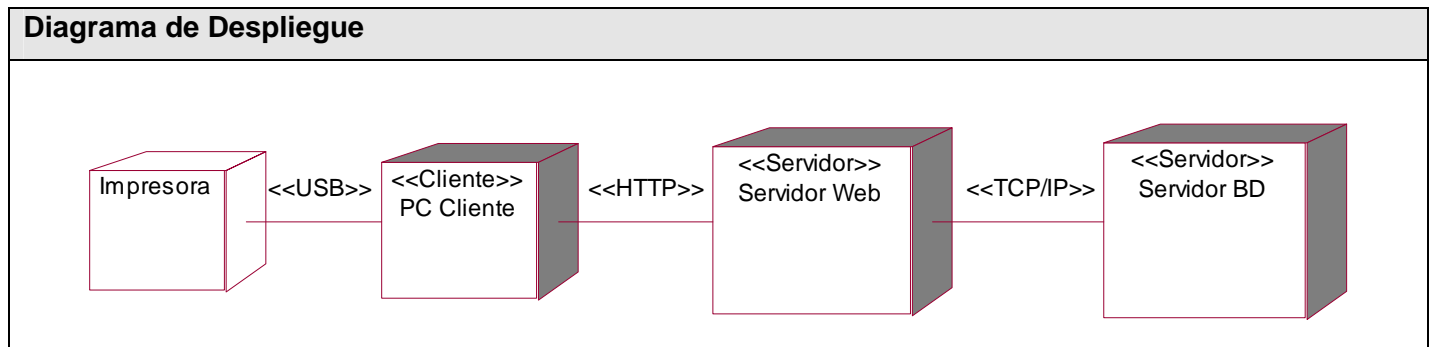 Diagrama de Despliegue
Impresora
<<USB>>
<<Cliente>>
PC Cliente
<<HTTP>>
<<Servidor>>
Servidor Web
<<TCP/IP>>
<<Servidor>>
Servidor BD